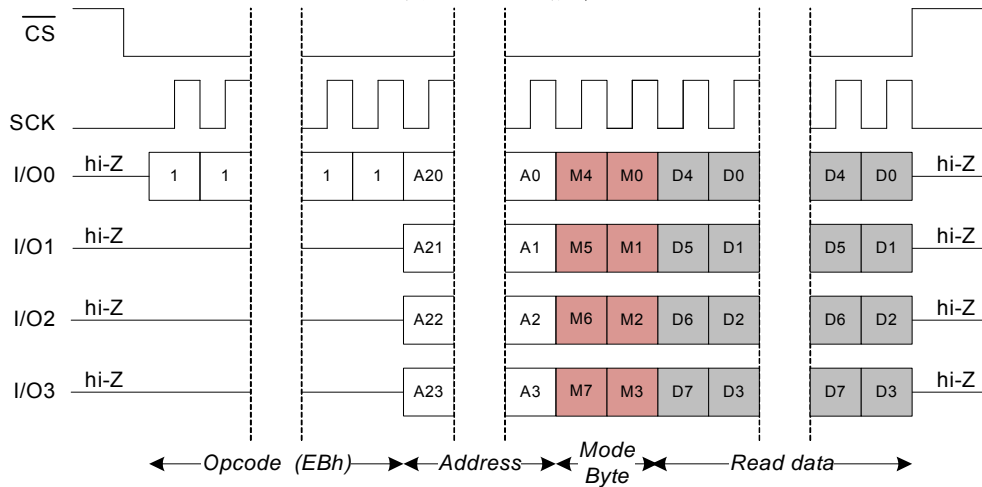 CS
SCK
I/O0 hi-Z 1 1 1 1 A20 A0 M4 M0 D4 D0 D4 D0 hi-Z
I/O1 hi-Z A21 A1 M5 M1 D5 D1 D5 D1 hi-Z
I/O2 hi-Z A22 A2 M6 M2 D6 D2 D6 D2 hi-Z
I/O3 hi-Z A23 A3 M7 M3 D7 D3 D7 D3 hi-Z
Opcode (EBh) Address Mode Byte Read data